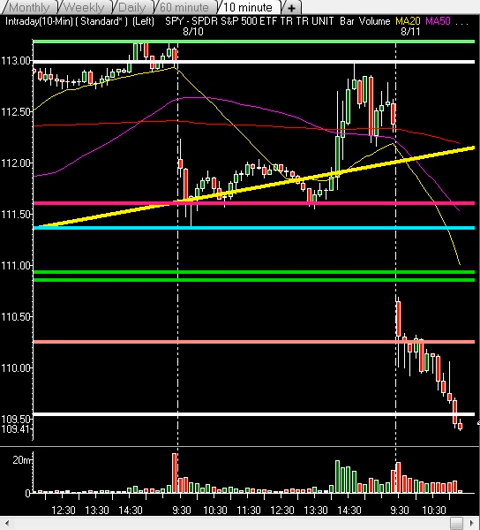 Monthly Weekly Daily 60 minute 10 minute +
Intraday(10-Min) ( Standard* ) (Left) SPY - SPDR S&P 500 ETF TR TR UNIT Bar Volume MA20 MA50 ...
8/10 8/11
113.00
112.50
112.00
111.50
111.00
110.50
110.00
109.50
109.41
20m
0
12:30 13:30 14:30 9:30 10:30 11:30 12:30 13:30 14:30 9:30 10:30